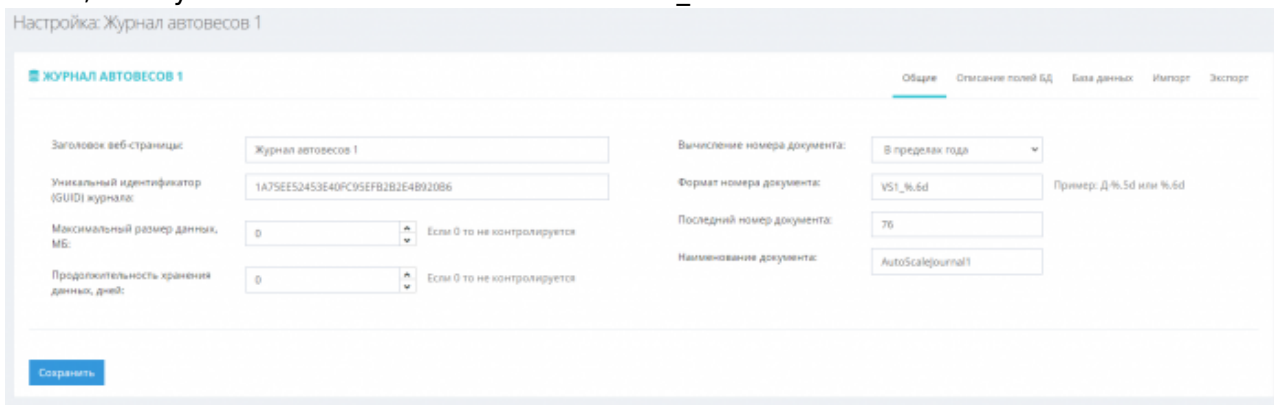 Настройка: Журнал автовесов 1
ЖУРНАЛ АВТОВЕСОВ 1
Общие Описание полей БД База данных Импорт Экспорт
Заголовок веб-страницы: Журнал автовесов 1
Уникальный идентификатор (GUID) журнала: 1A75EE52453E40FC95EFB2B2E4B920B6
Максимальный размер данных, МБ: 0 Если 0 то не контролируется
Продолжительность хранения данных, дней: 0 Если 0 то не контролируется
Вычисление номера документа: В пределах года
Формат номера документа: VS1_%.6d Пример: Д-%.5d или %.6d
Последний номер документа: 76
Наименование документа: AutoScaleJournal1
Сохранить